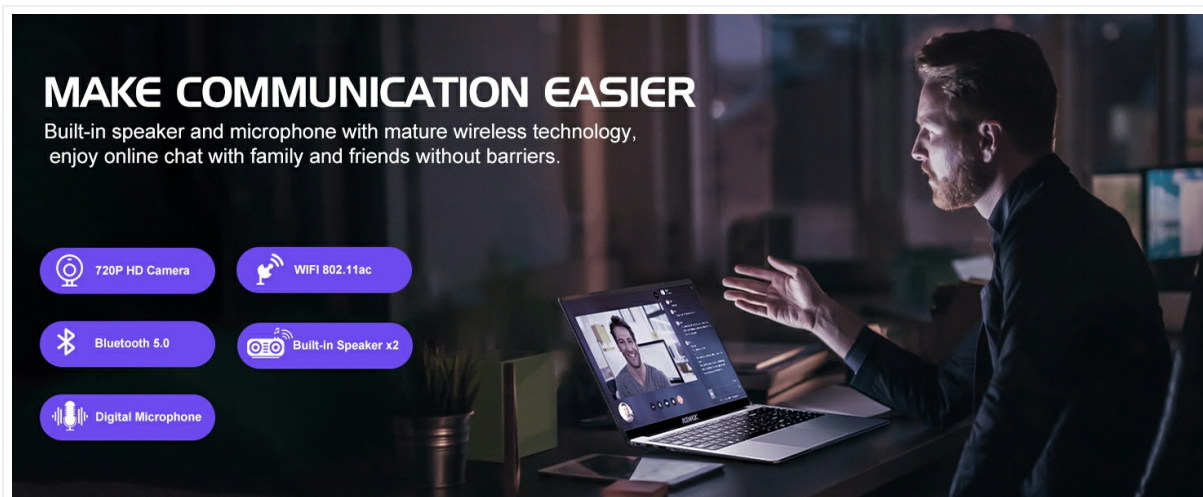 MAKE COMMUNICATION EASIER
Built-in speaker and microphone with mature wireless technology,
enjoy online chat with family and friends without barriers.
720P HD Camera
WIFI 802.11ac
Bluetooth 5.0
Built-in Speaker x2
Digital Microphone